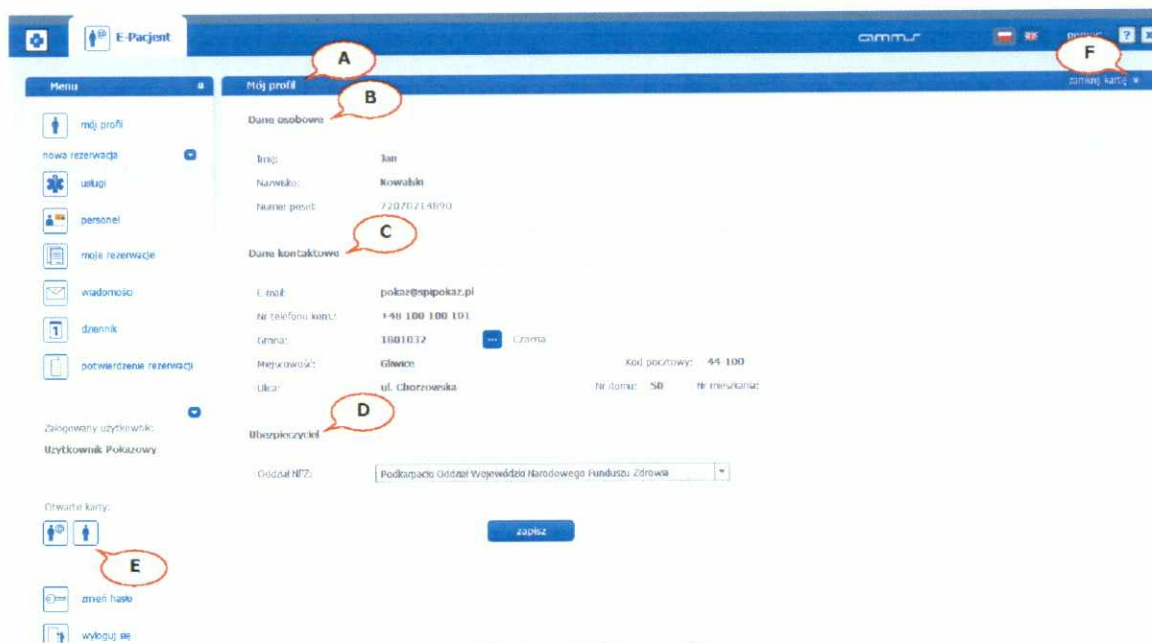 E-Pacjent
amms
pomoc ?
A
F
Menu
Mój profil
zamknij kartę
B
mój profil
Dane osobowe
nowa rezerwacja
Imię: Jan
usługi
Nazwisko: Kowalski
Numer pesel: 72070214890
personel
C
moje rezerwacje
Dane kontaktowe
wiadomości
E-mail: pokaz@spipokaz.pl
Nr telefonu kom.: +48 100 100 101
dziennik
Gmina: 1801032 ... Czarna
potwierdzenie rezerwacji
Miejscowość: Gliwice Kod pocztowy: 44-100
Ulica: ul. Chorzowska Nr domu: 50 Nr mieszkania:
D
Zalogowany użytkownik:
Ubezpieczyciel
Użytkownik Pokazowy
Oddział NFZ: Podkarpacki Oddział Wojewódzki Narodowego Funduszu Zdrowia
Otwarte karty:
zapisz
E
zmień hasło
wyloguj się